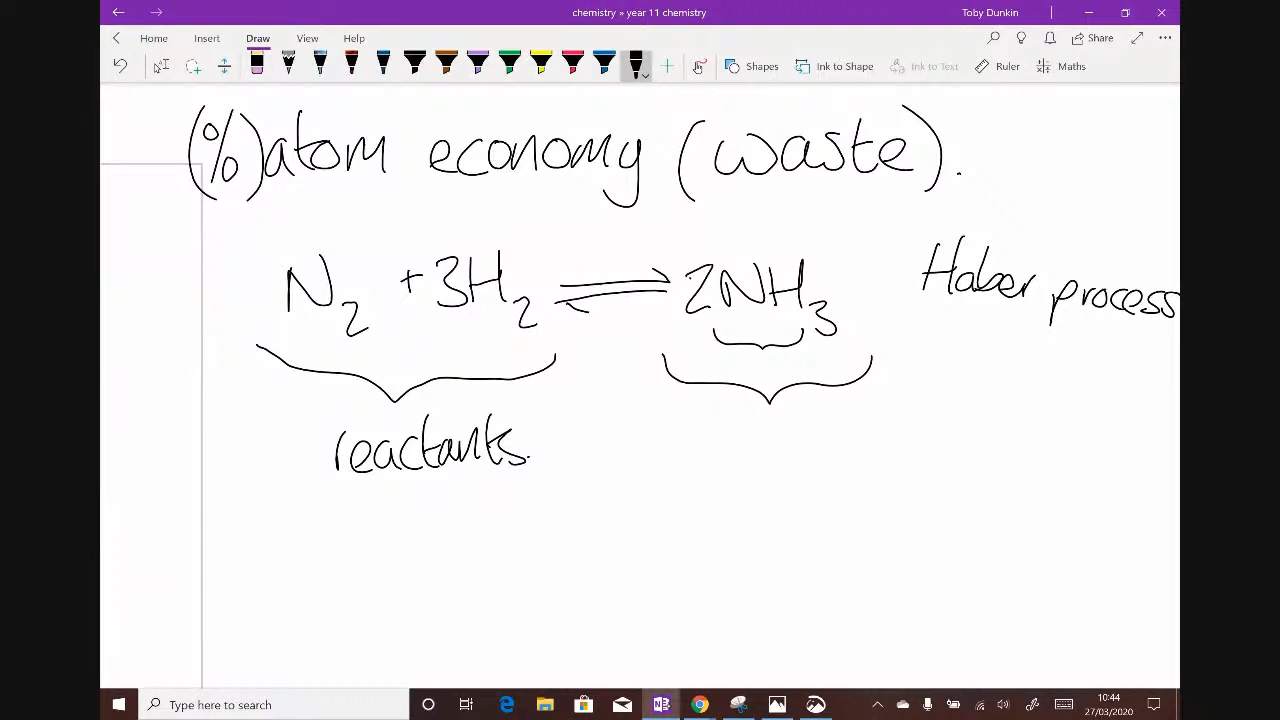 chemistry » year 11 chemistry
Toby Dunkin
Home Insert Draw View Help
Share
Shapes Ink to Shape Ink to Text Ruler Maths
(%) atom economy (waste).
N2 + 3H2 ⇌ 2NH3 Haber process
reactants.
Type here to search
10:44
27/03/2020